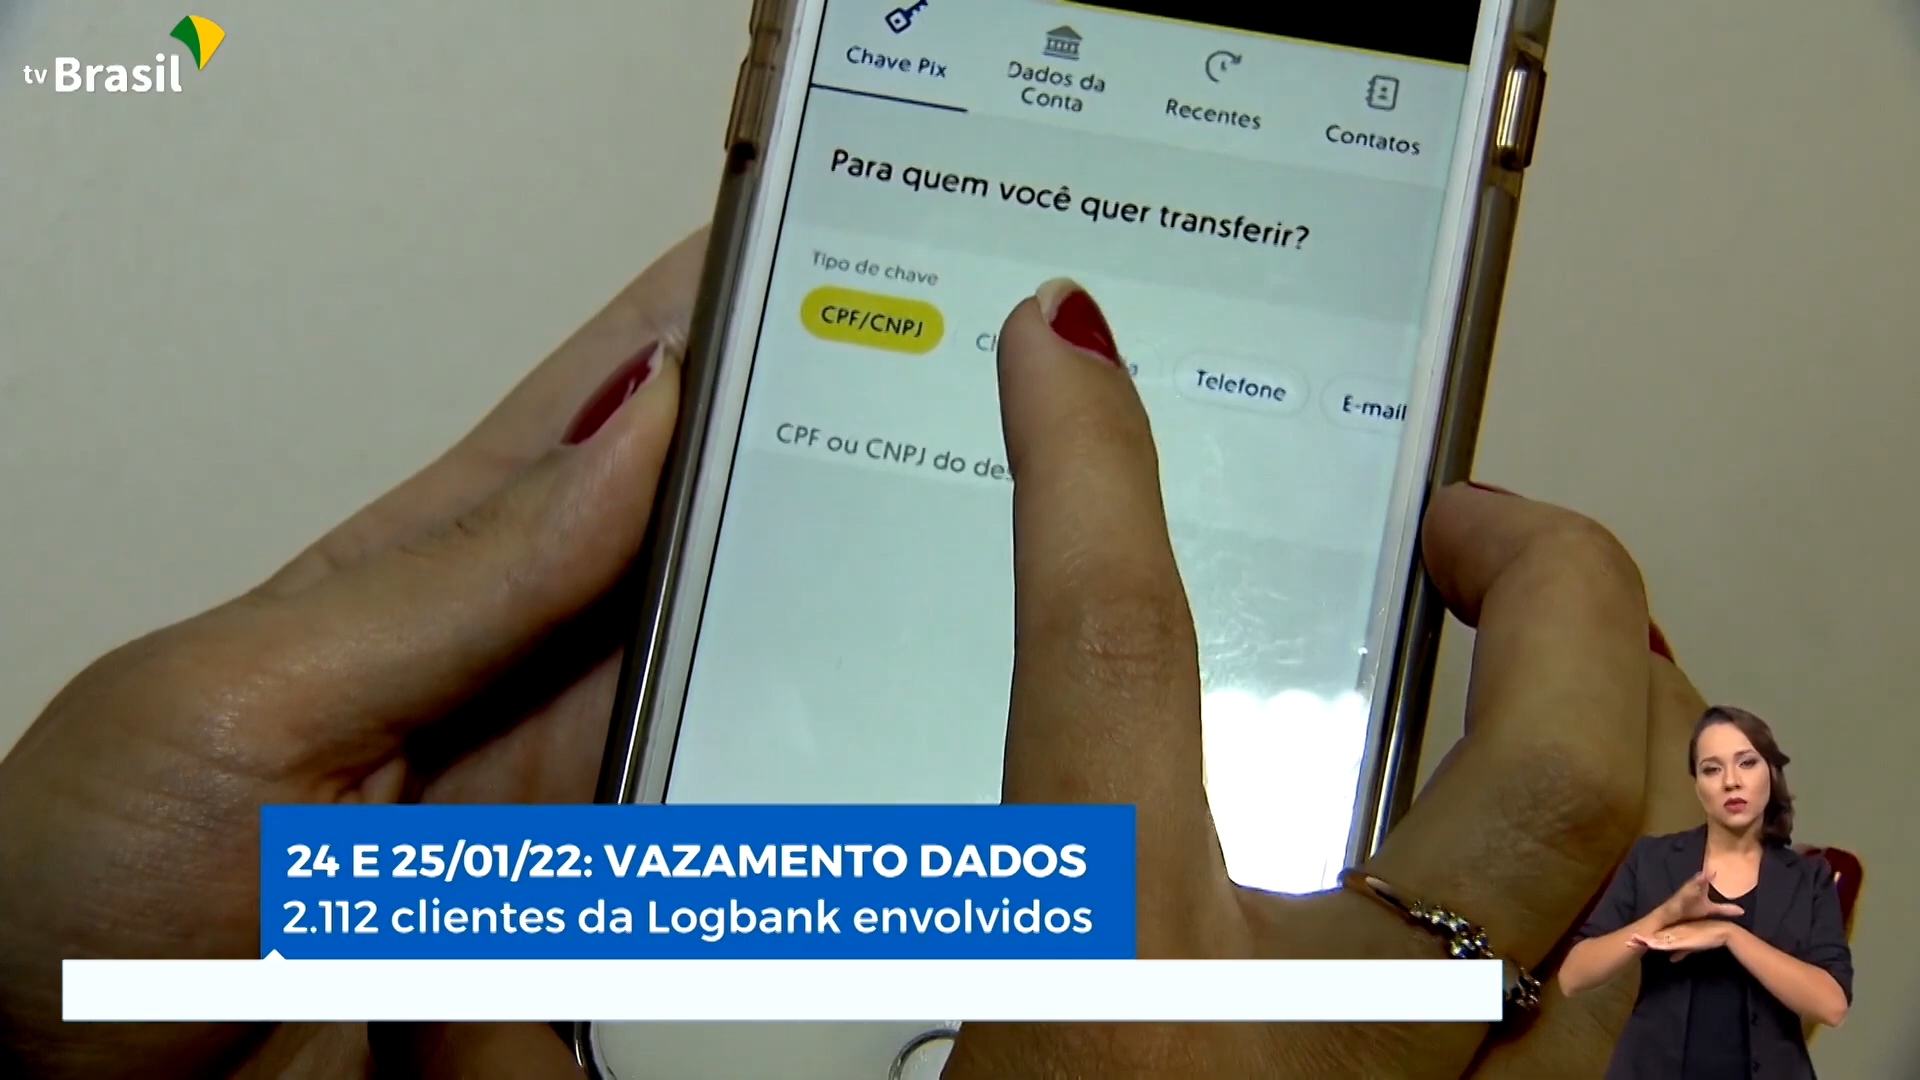 tv Brasil
Chave Pix
Dados da
Conta
Recentes
Contatos
Para quem você quer transferir?
Tipo de chave
CPF/CNPJ
Telefone
E-mail
CPF ou CNPJ do
24 E 25/01/22: VAZAMENTO DADOS
2.112 clientes da Logbank envolvidos